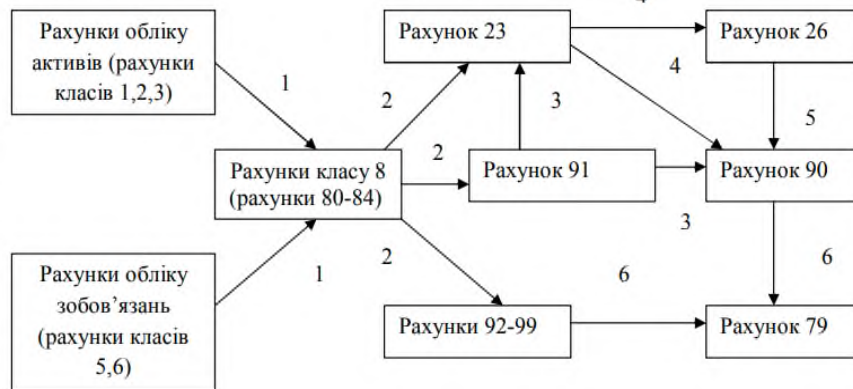 4
Рахунки обліку
активів (рахунки
класів 1,2,3)
Рахунок 23
Рахунок 26
1
2
3
4
5
Рахунки класу 8
(рахунки 80-84)
2
Рахунок 91
Рахунок 90
3
Рахунки обліку
зобов’язань
(рахунки класів
5,6)
1
2
6
6
Рахунки 92-99
Рахунок 79